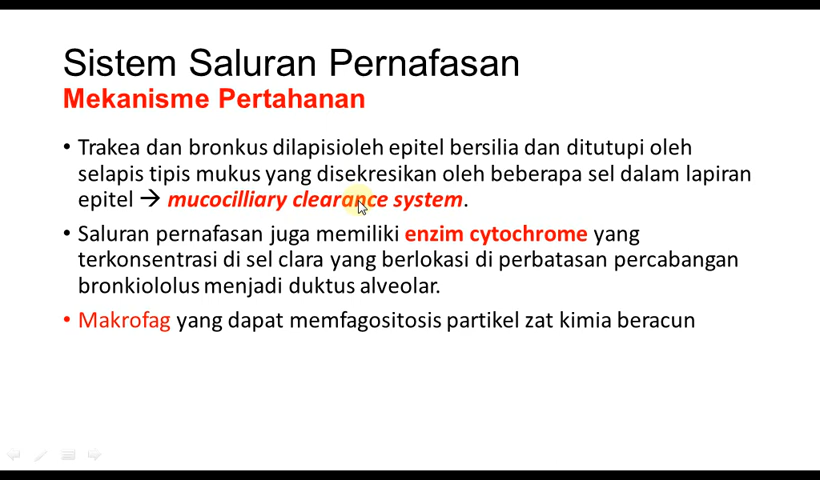 Sistem Saluran Pernafasan
Mekanisme Pertahanan
• Trakea dan bronkus dilapisioleh epitel bersilia dan ditutupi oleh
selapis tipis mukus yang disekresikan oleh beberapa sel dalam lapiran
epitel → mucocilliary clearance system.
• Saluran pernafasan juga memiliki enzim cytochrome yang
terkonsentrasi di sel clara yang berlokasi di perbatasan percabangan
bronkiololus menjadi duktus alveolar.
• Makrofag yang dapat memfagositosis partikel zat kimia beracun